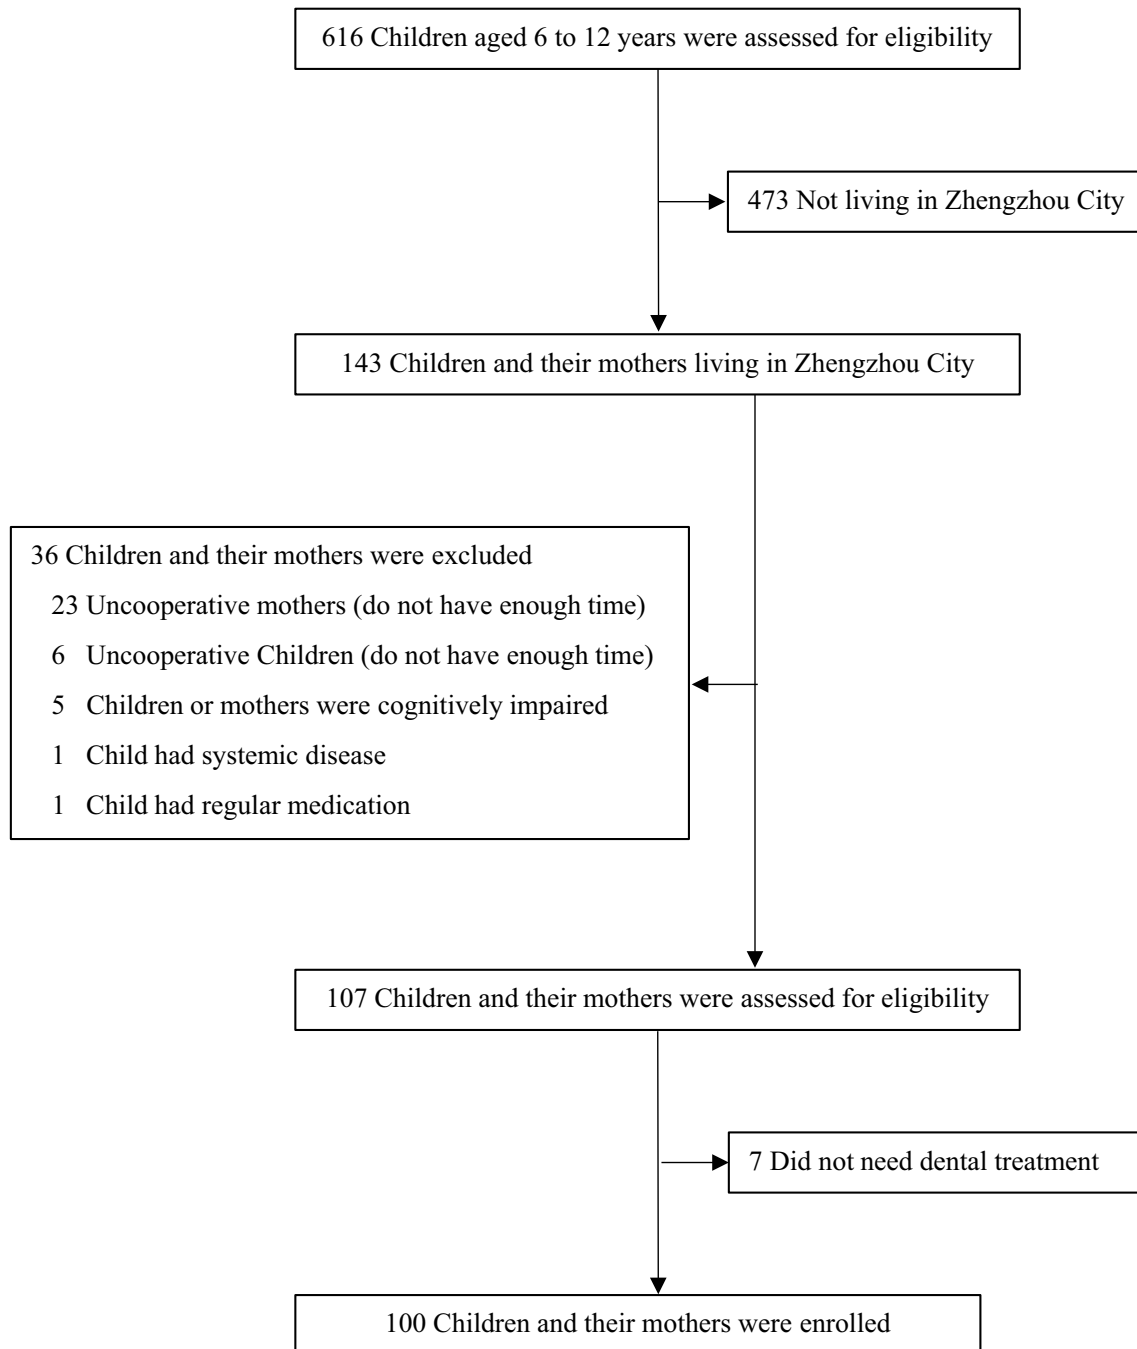 616 Children aged 6 to 12 years were assessed for eligibility
473 Not living in Zhengzhou City
143 Children and their mothers living in Zhengzhou City
36 Children and their mothers were excluded
23 Uncooperative mothers (do not have enough time)
6 Uncooperative Children (do not have enough time)
5 Children or mothers were cognitively impaired
1 Child had systemic disease
1 Child had regular medication
107 Children and their mothers were assessed for eligibility
7 Did not need dental treatment
100 Children and their mothers were enrolled